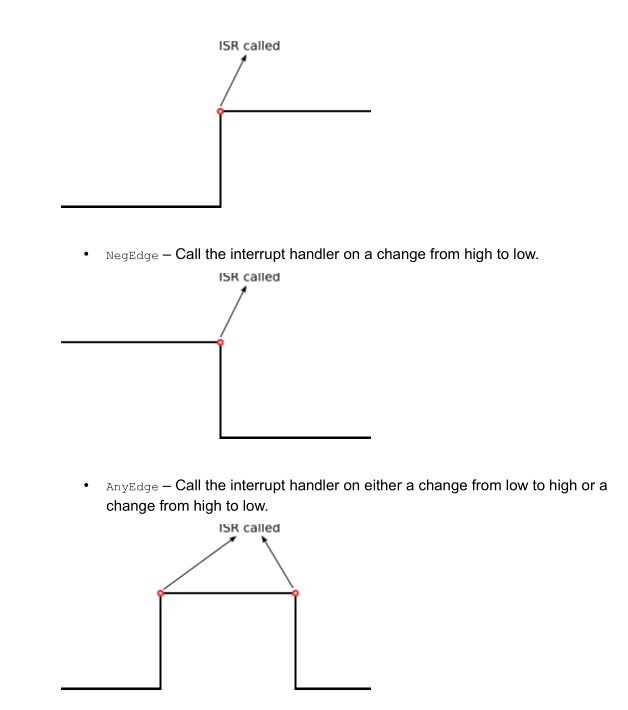 ISR called
• NegEdge – Call the interrupt handler on a change from high to low.
ISR called
• AnyEdge – Call the interrupt handler on either a change from low to high or a
change from high to low.
ISR called